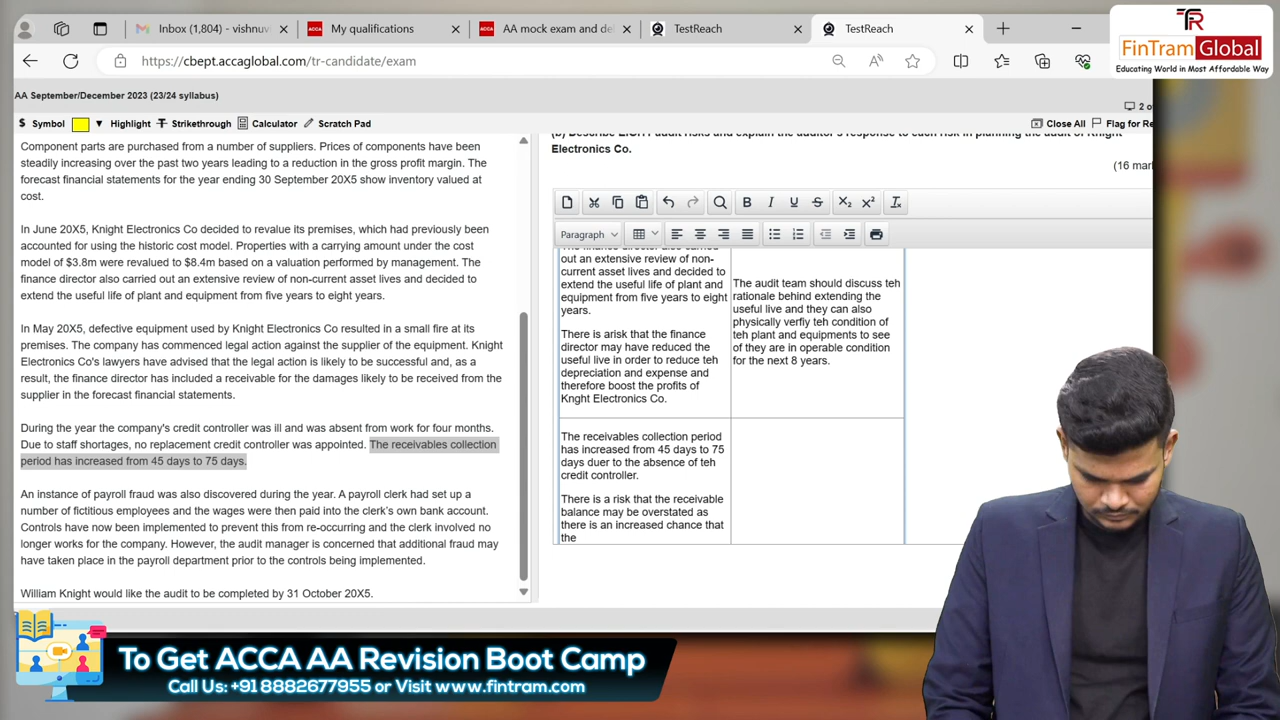 Inbox (1,804) - vishnuv
My qualifications
AA mock exam and de
TestReach
TestReach
FinTram Global
Educating World in Most Affordable Way
https://cbept.accaglobal.com/tr-candidate/exam
AA September/December 2023 (23/24 syllabus)
2 o
$ Symbol Highlight Strikethrough Calculator Scratch Pad
Close All Flag for Re
Component parts are purchased from a number of suppliers. Prices of components have been
steadily increasing over the past two years leading to a reduction in the gross profit margin. The
forecast financial statements for the year ending 30 September 20X5 show inventory valued at
cost.
In June 20X5, Knight Electronics Co decided to revalue its premises, which had previously been
accounted for using the historic cost model. Properties with a carrying amount under the cost
model of $3.8m were revalued to $8.4m based on a valuation performed by management. The
finance director also carried out an extensive review of non-current asset lives and decided to
extend the useful life of plant and equipment from five years to eight years.
In May 20X5, defective equipment used by Knight Electronics Co resulted in a small fire at its
premises. The company has commenced legal action against the supplier of the equipment. Knight
Electronics Co's lawyers have advised that the legal action is likely to be successful and, as a
result, the finance director has included a receivable for the damages likely to be received from the
supplier in the forecast financial statements.
During the year the company's credit controller was ill and was absent from work for four months.
Due to staff shortages, no replacement credit controller was appointed. The receivables collection
period has increased from 45 days to 75 days.
An instance of payroll fraud was also discovered during the year. A payroll clerk had set up a
number of fictitious employees and the wages were then paid into the clerk's own bank account.
Controls have now been implemented to prevent this from re-occurring and the clerk involved no
longer works for the company. However, the audit manager is concerned that additional fraud may
have taken place in the payroll department prior to the controls being implemented.
William Knight would like the audit to be completed by 31 October 20X5.
(b) Describe EIGHT audit risks and explain the auditor's response to each risk in planning the audit of Knight
Electronics Co.
(16 mar
Paragraph
The finance director also carried
out an extensive review of non-
current asset lives and decided to
extend the useful life of plant and
equipment from five years to eight
years.
There is arisk that the finance
director may have reduced the
useful live in order to reduce teh
depreciation and expense and
therefore boost the profits of
Knght Electronics Co.
The audit team should discuss teh
rationale behind extending the
useful live and they can also
physically verfiy teh condition of
teh plant and equipments to see
of they are in operable condition
for the next 8 years.
The receivables collection period
has increased from 45 days to 75
days duer to the absence of teh
credit controller.
There is a risk that the receivable
balance may be overstated as
there is an increased chance that
the
To Get ACCA AA Revision Boot Camp
Call Us: +91 8882677955 or Visit www.fintram.com